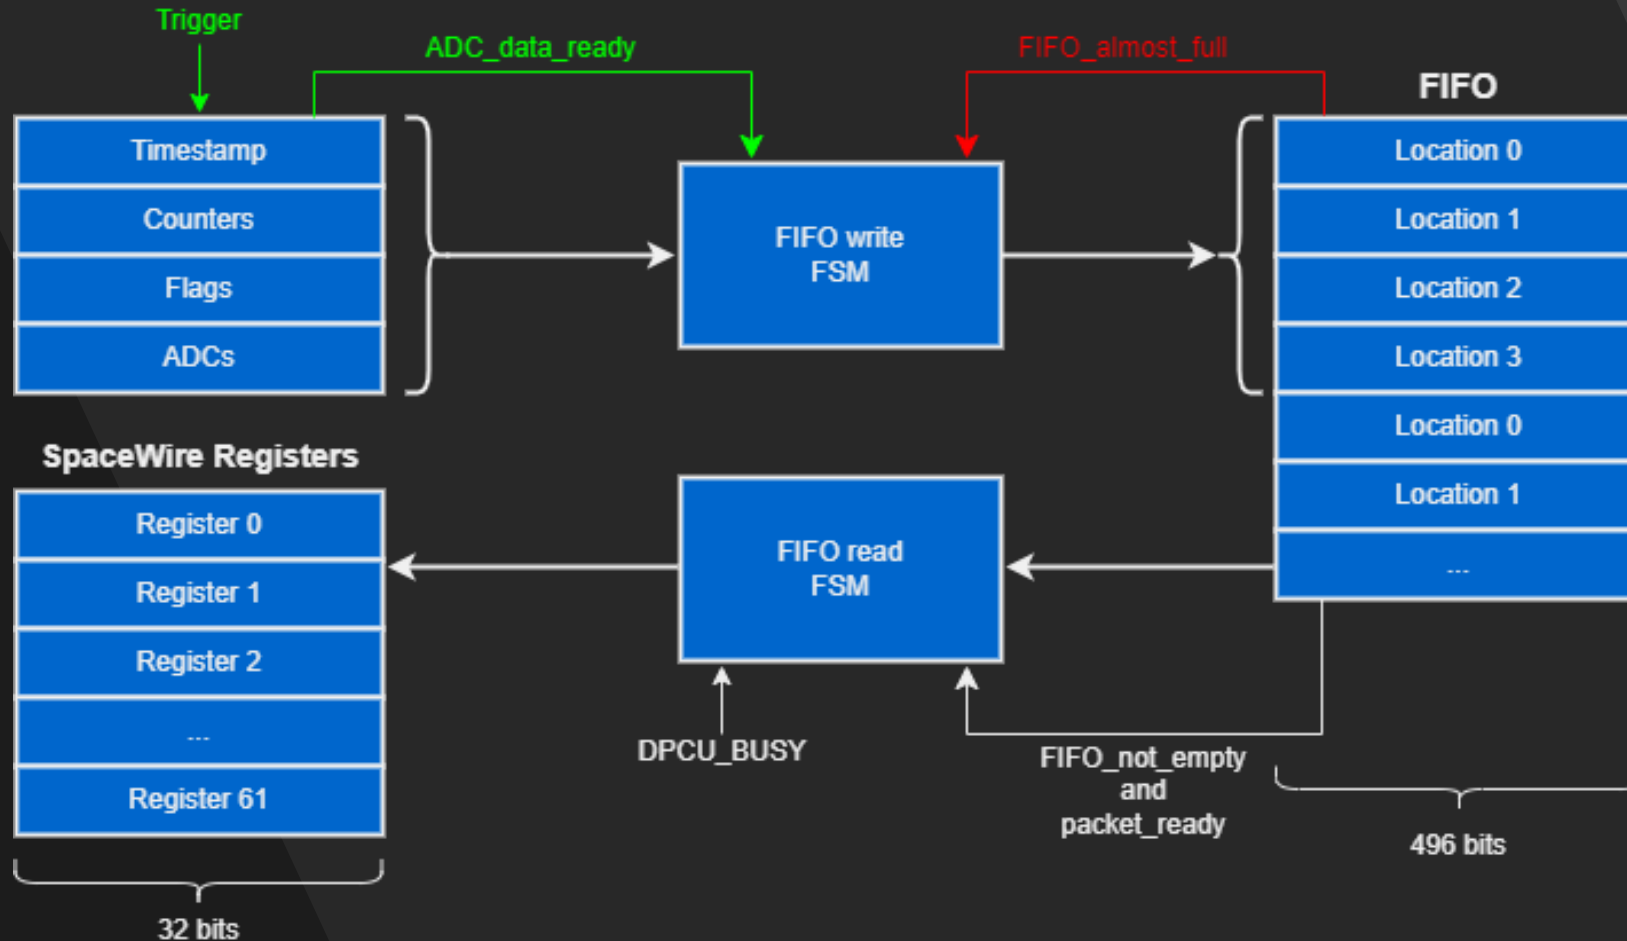 Trigger
ADC_data_ready
FIFO_almost_full
FIFO
Timestamp
Counters
Flags
ADCs
FIFO write
FSM
Location 0
Location 1
Location 2
Location 3
Location 0
Location 1
...
SpaceWire Registers
Register 0
Register 1
Register 2
...
Register 61
32 bits
FIFO read
FSM
DPCU_BUSY
FIFO_not_empty
and
packet_ready
496 bits